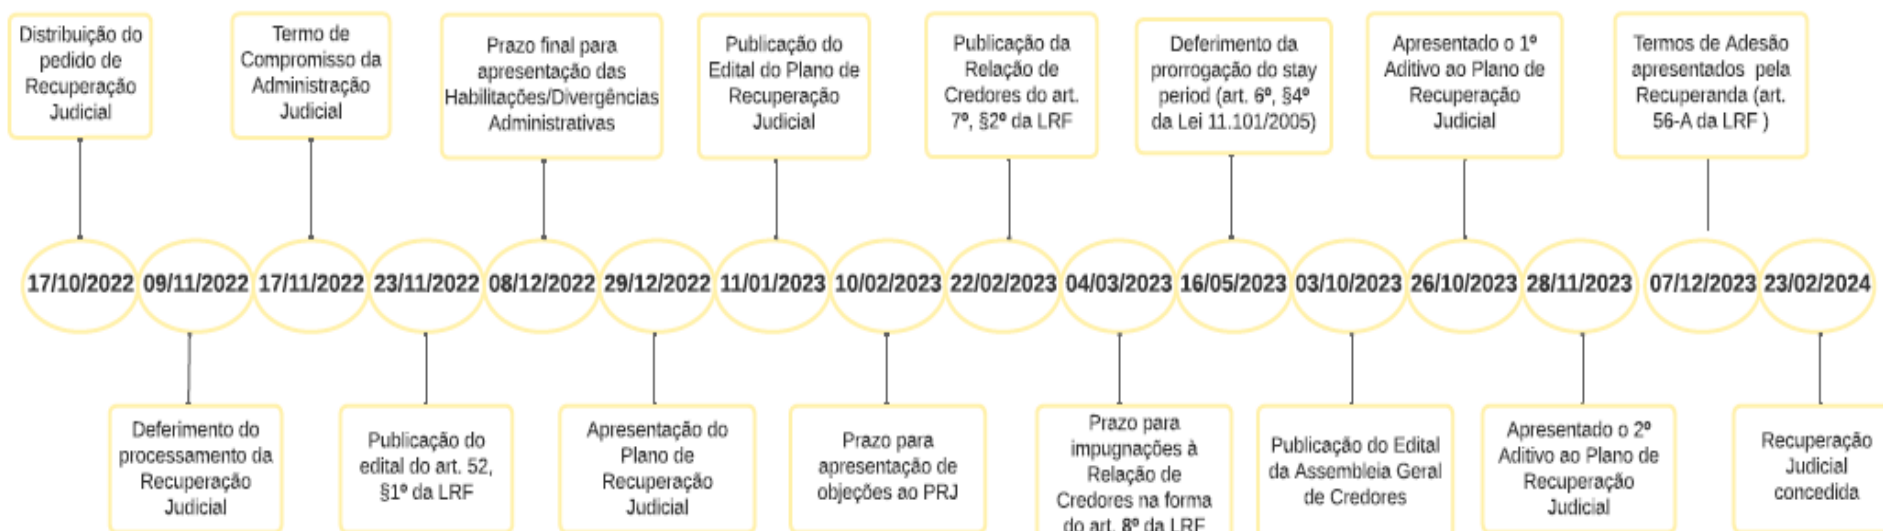 Distribuição do
pedido de
Recuperação
Judicial
Termo de
Compromisso da
Administração
Judicial
Prazo final para
apresentação das
Habilitações/Divergências
Administrativas
Publicação do
Edital do Plano de
Recuperação
Judicial
Publicação da
Relação de
Credores do art.
7º, §2º da LRF
Deferimento da
prorrogação do stay
period (art. 6º, §4º
da Lei 11.101/2005)
Apresentado o 1º
Aditivo ao Plano de
Recuperação
Judicial
Termos de Adesão
apresentados pela
Recuperanda (art.
56-A da LRF )
17/10/2022
09/11/2022
17/11/2022
23/11/2022
08/12/2022
29/12/2022
11/01/2023
10/02/2023
22/02/2023
04/03/2023
16/05/2023
03/10/2023
26/10/2023
28/11/2023
07/12/2023
23/02/2024
Deferimento do
processamento da
Recuperação
Judicial
Publicação do
edital do art. 52,
§1º da LRF
Apresentação do
Plano de
Recuperação
Judicial
Prazo para
apresentação de
objeções ao PRJ
Prazo para
impugnações à
Relação de
Credores na forma
do art. 8º da LRF
Publicação do Edital
da Assembleia Geral
de Credores
Apresentado o 2º
Aditivo ao Plano de
Recuperação
Judicial
Recuperação
Judicial
concedida